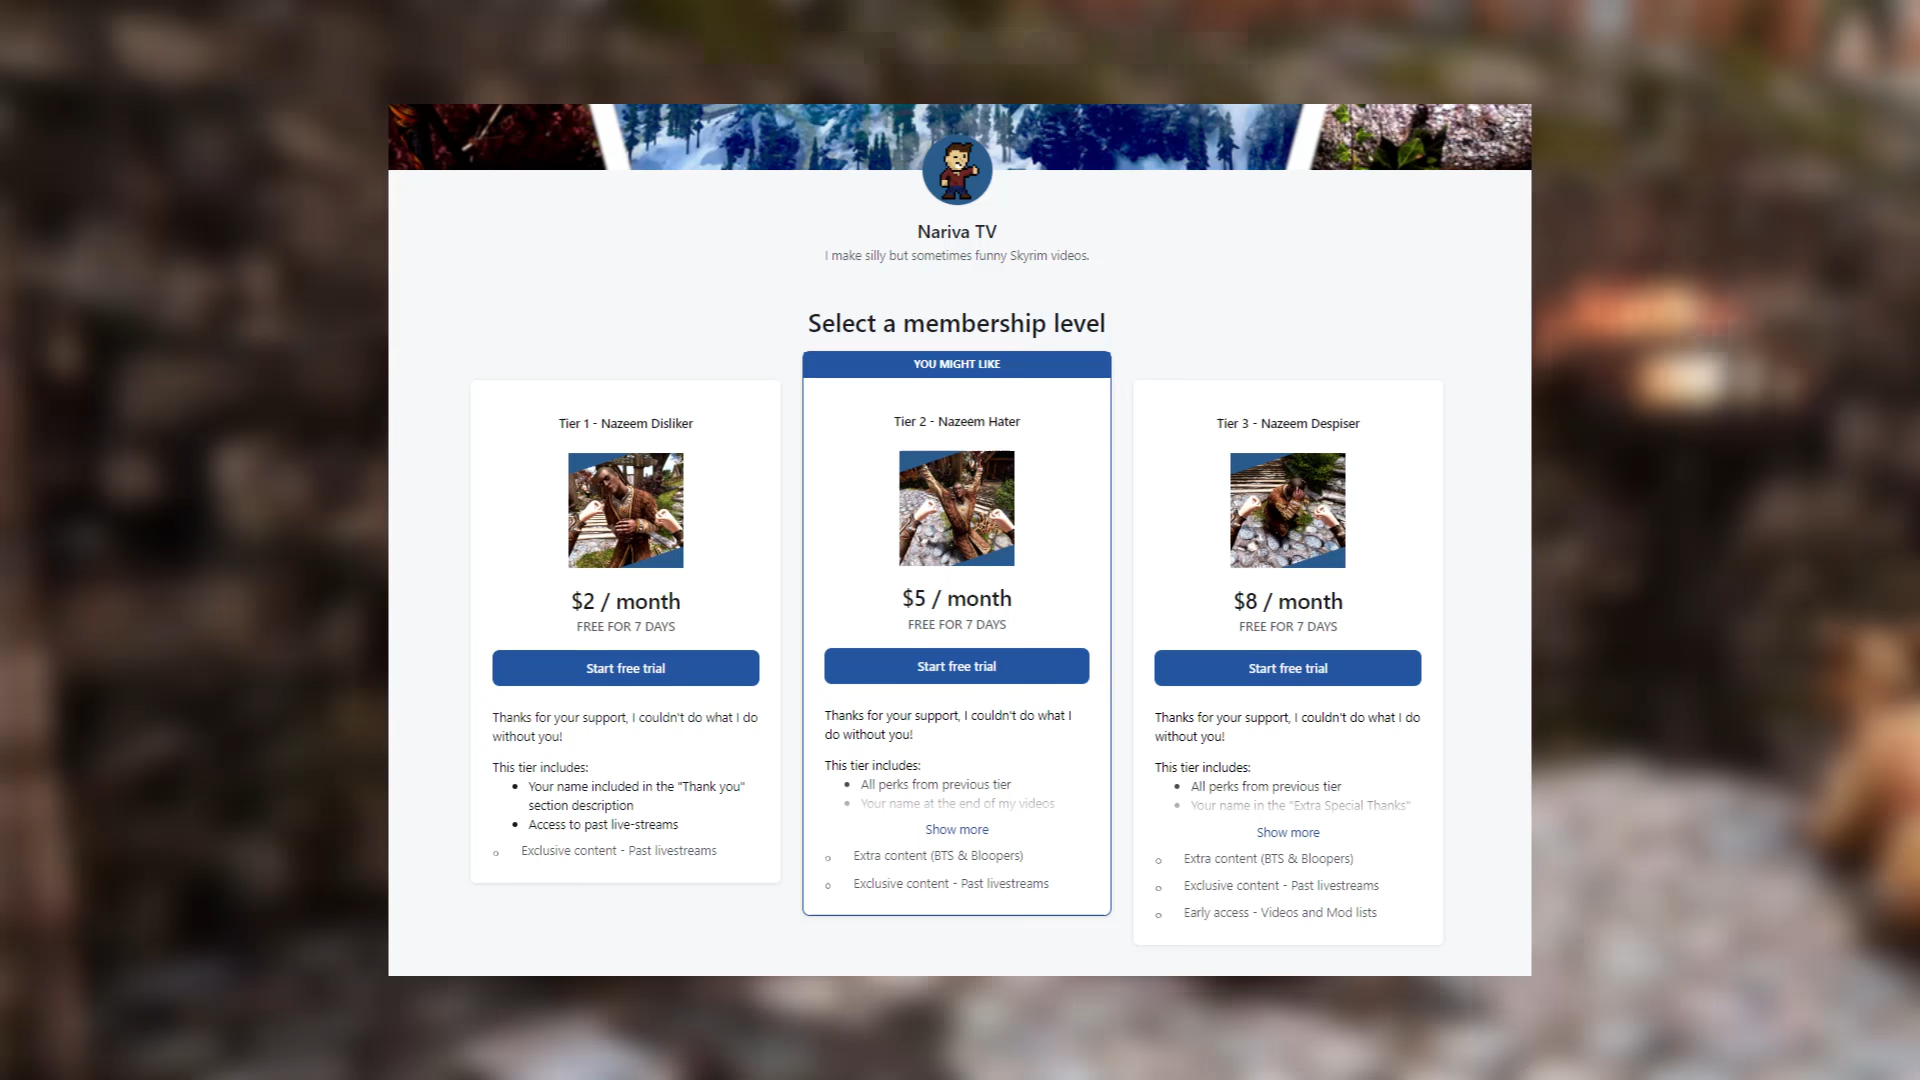 Nariva TV
I make silly but sometimes funny Skyrim videos.
Select a membership level
Tier 1 - Nazeem Disliker
$2 / month
FREE FOR 7 DAYS
Start free trial
Thanks for your support, I couldn't do what I do
without you!
This tier includes:
Your name included in the "Thank you"
section description
Access to past live-streams
Exclusive content - Past livestreams
YOU MIGHT LIKE
Tier 2 - Nazeem Hater
$5 / month
FREE FOR 7 DAYS
Start free trial
Thanks for your support, I couldn't do what I
do without you!
This tier includes:
All perks from previous tier
Your name at the end of my videos
Show more
Extra content (BTS & Bloopers)
Exclusive content - Past livestreams
Tier 3 - Nazeem Despiser
$8 / month
FREE FOR 7 DAYS
Start free trial
Thanks for your support, I couldn't do what I do
without you!
This tier includes:
All perks from previous tier
Your name in the "Extra Special Thanks"
Show more
Extra content (BTS & Bloopers)
Exclusive content - Past livestreams
Early access - Videos and Mod lists